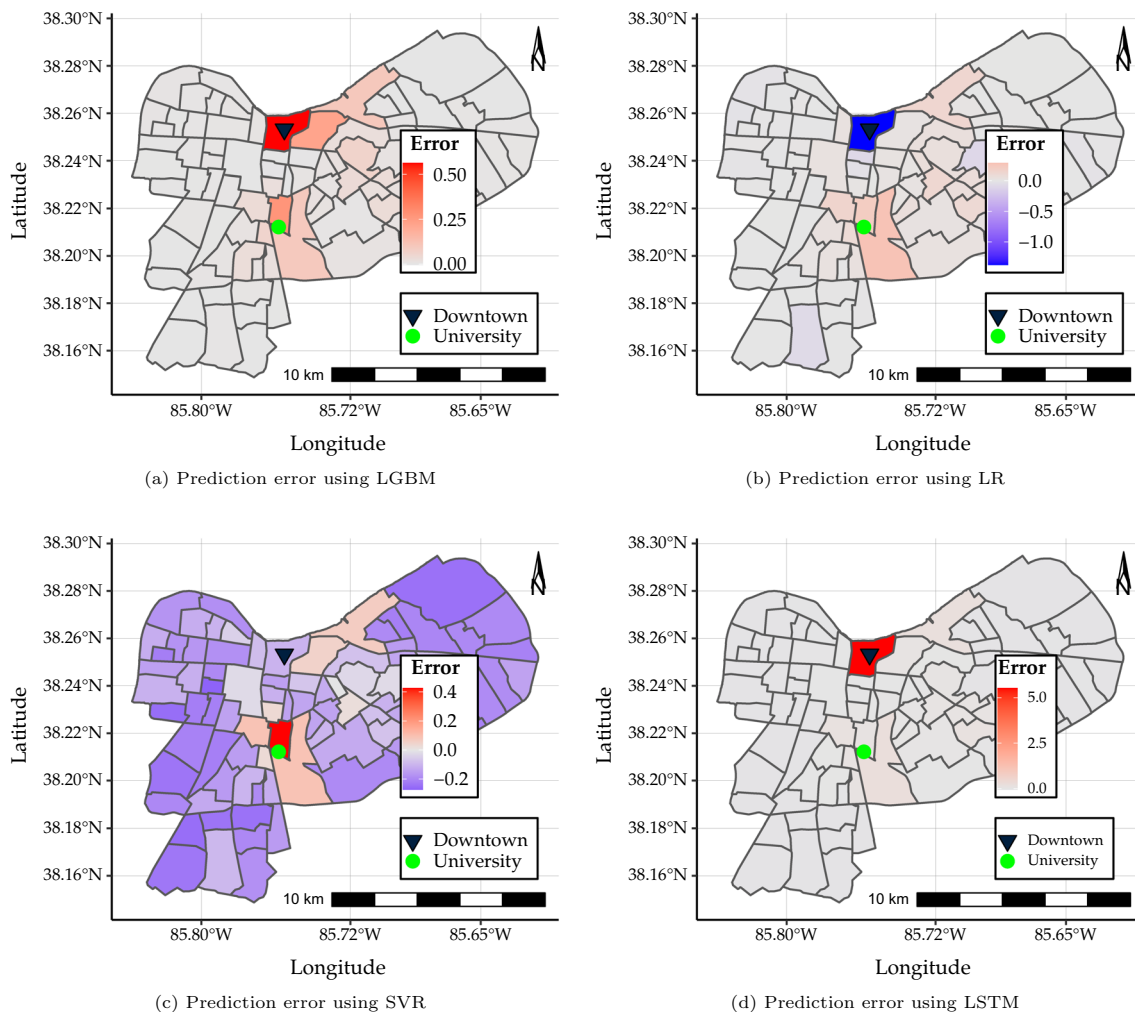 38.30°N
38.28°N
38.26°N
38.24°N
38.22°N
38.20°N
38.18°N
38.16°N
Latitude
N
Error
0.50
0.25
0.00
Downtown
University
10 km
85.80°W 85.72°W 85.65°W
Longitude
(a) Prediction error using LGBM
38.30°N
38.28°N
38.26°N
38.24°N
38.22°N
38.20°N
38.18°N
38.16°N
Latitude
N
Error
0.0
−0.5
−1.0
Downtown
University
10 km
85.80°W 85.72°W 85.65°W
Longitude
(b) Prediction error using LR
38.30°N
38.28°N
38.26°N
38.24°N
38.22°N
38.20°N
38.18°N
38.16°N
Latitude
N
Error
0.4
0.2
0.0
−0.2
Downtown
University
10 km
85.80°W 85.72°W 85.65°W
Longitude
(c) Prediction error using SVR
38.30°N
38.28°N
38.26°N
38.24°N
38.22°N
38.20°N
38.18°N
38.16°N
Latitude
N
Error
5.0
2.5
0.0
Downtown
University
10 km
85.80°W 85.72°W 85.65°W
Longitude
(d) Prediction error using LSTM